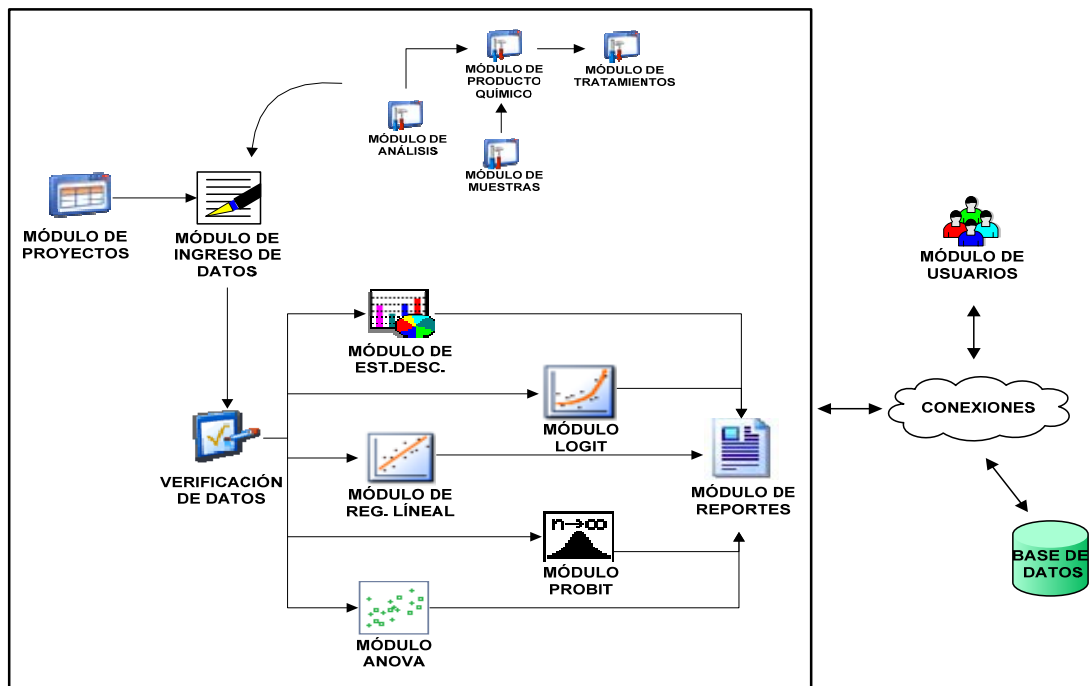 MÓDULO DE
PRODUCTO
QUÍMICO
MÓDULO DE
TRATAMIENTOS
MÓDULO DE
ANÁLISIS
MÓDULO DE
MUESTRAS
MÓDULO DE
PROYECTOS
MÓDULO DE
INGRESO DE
DATOS
MÓDULO DE
USUARIOS
MÓDULO DE
EST.DESC.
CONEXIONES
MÓDULO
LOGIT
VERIFICACIÓN
DE DATOS
MÓDULO DE
REG. LÍNEAL
MÓDULO DE
REPORTES
n→∞
MÓDULO
PROBIT
BASE DE
DATOS
MÓDULO
ANOVA